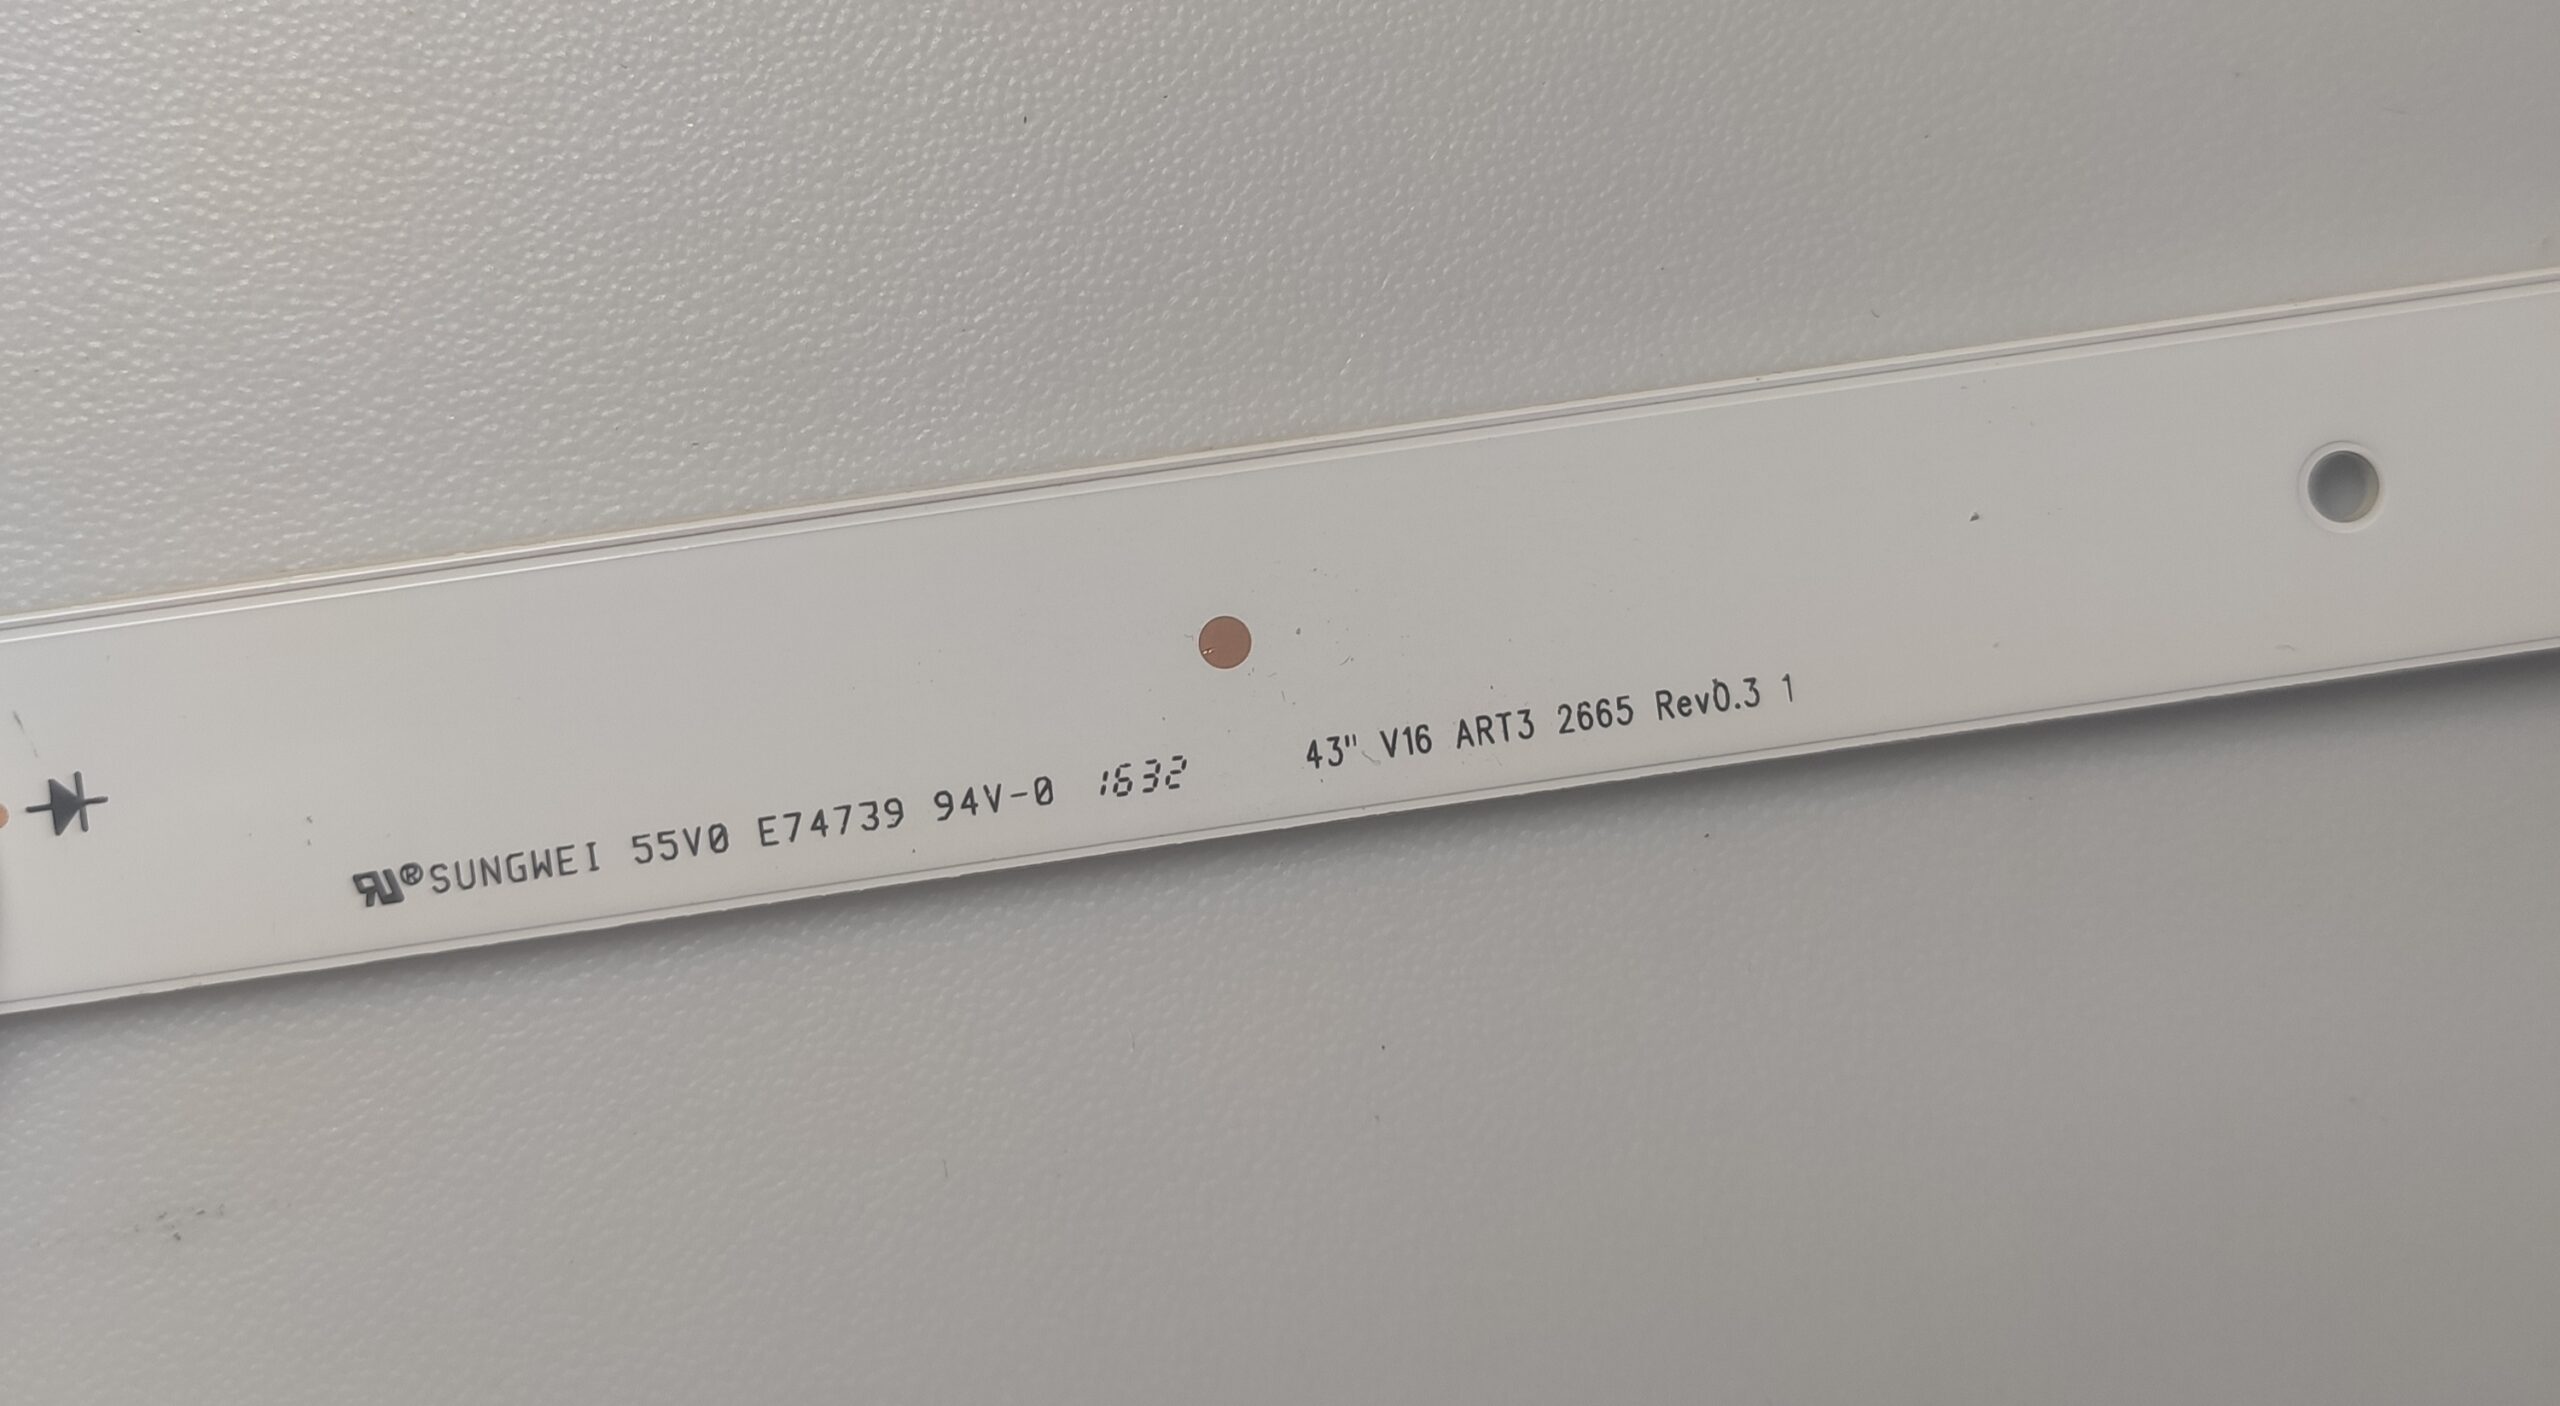 ®SUNGWEI 55V0 E74739 94V-0 1632
43" V16 ART3 2665 Rev0.3 1